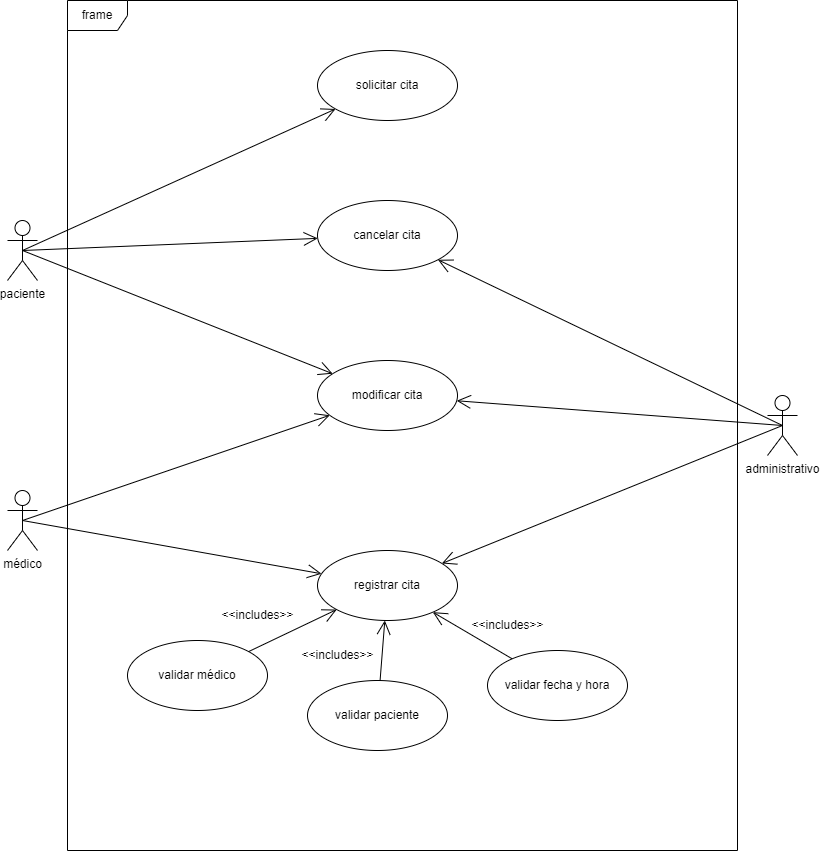 frame
solicitar cita
cancelar cita
paciente
modificar cita
administrativo
médico
registrar cita
<<includes>>
<<includes>>
<<includes>>
validar médico
validar fecha y hora
validar paciente